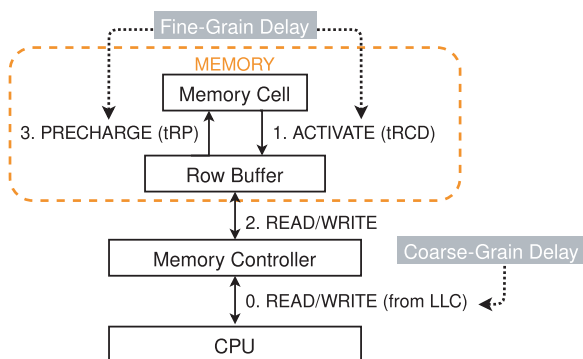 Fine-Grain Delay
MEMORY
Memory Cell
3. PRECHARGE (tRP)
1. ACTIVATE (tRCD)
Row Buffer
2. READ/WRITE
Memory Controller
Coarse-Grain Delay
0. READ/WRITE (from LLC)
CPU